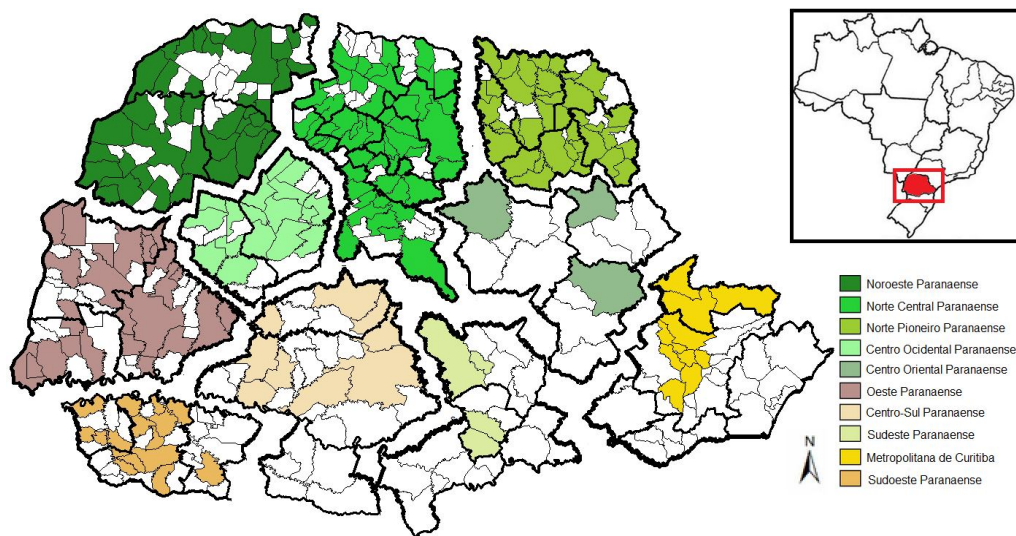 Noroeste Paranaense
Norte Central Paranaense
Norte Pioneiro Paranaense
Centro Ocidental Paranaense
Centro Oriental Paranaense
Oeste Paranaense
Centro-Sul Paranaense
Sudeste Paranaense
Metropolitana de Curitiba
Sudoeste Paranaense
N